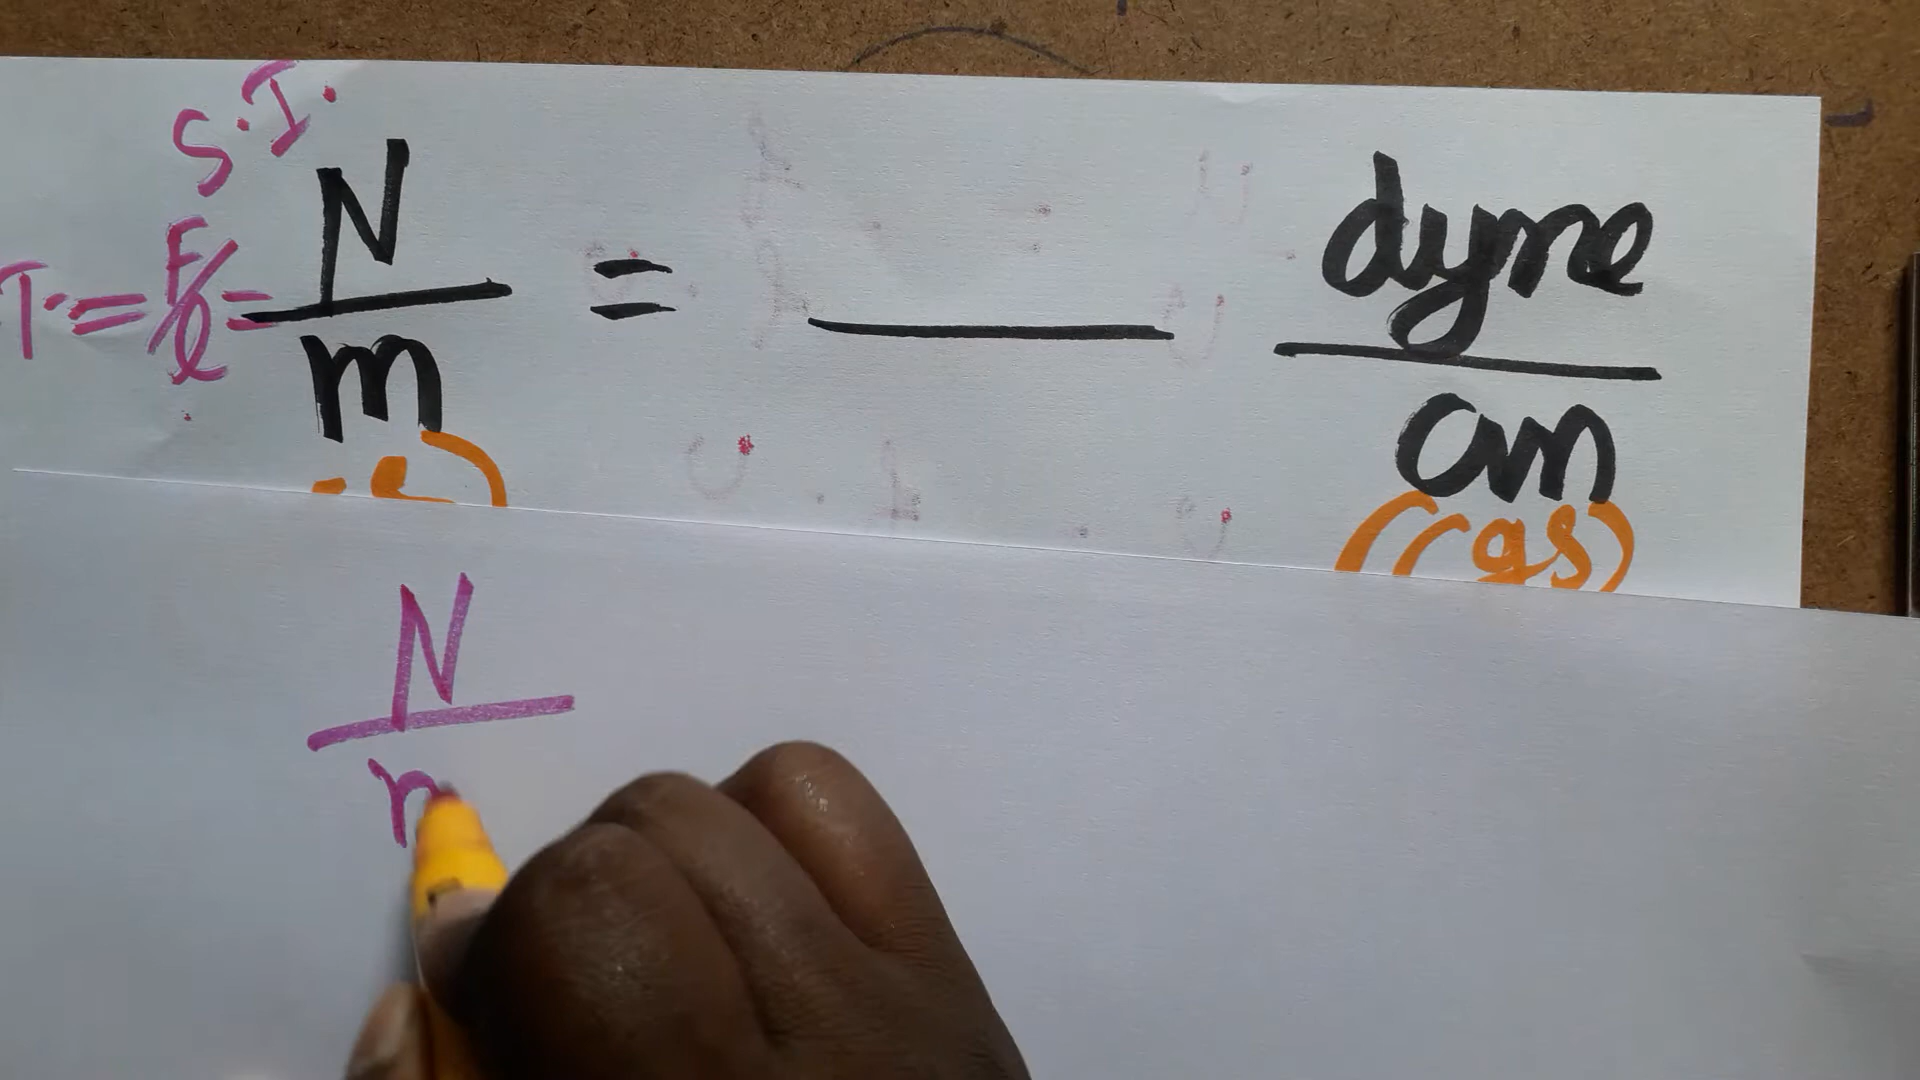 S.I.
T = F/l = N/m = ____ dyne/cm
(cgs)
N